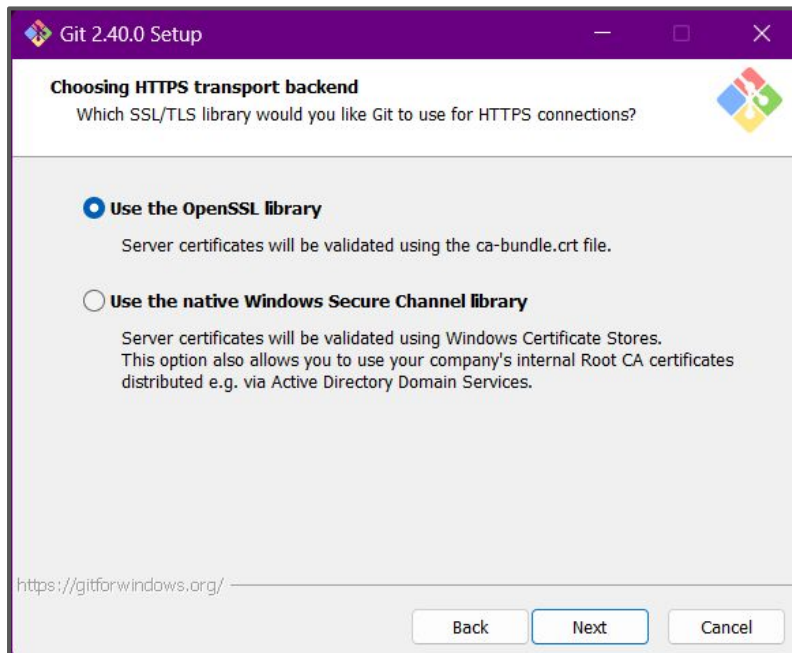 Git 2.40.0 Setup
Choosing HTTPS transport backend
Which SSL/TLS library would you like Git to use for HTTPS connections?
Use the OpenSSL library
Server certificates will be validated using the ca-bundle.crt file.
Use the native Windows Secure Channel library
Server certificates will be validated using Windows Certificate Stores.
This option also allows you to use your company's internal Root CA certificates
distributed e.g. via Active Directory Domain Services.
https://gitforwindows.org/
Back Next Cancel